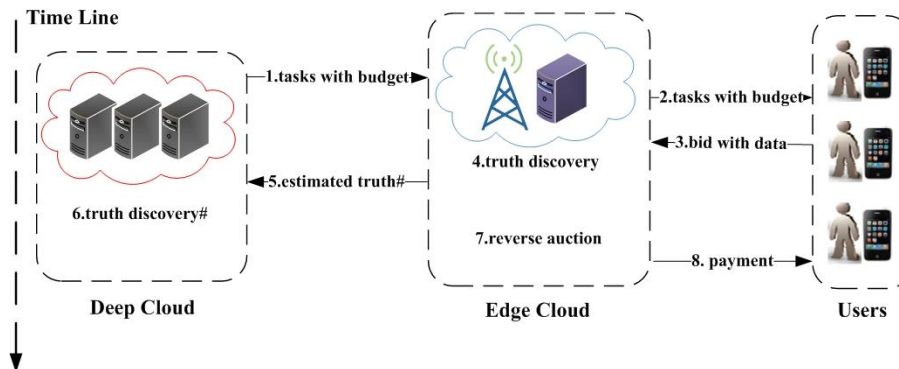 Time Line
1.tasks with budget
2.tasks with budget
3.bid with data
4.truth discovery
5.estimated truth#
6.truth discovery#
7.reverse auction
8. payment
Deep Cloud
Edge Cloud
Users